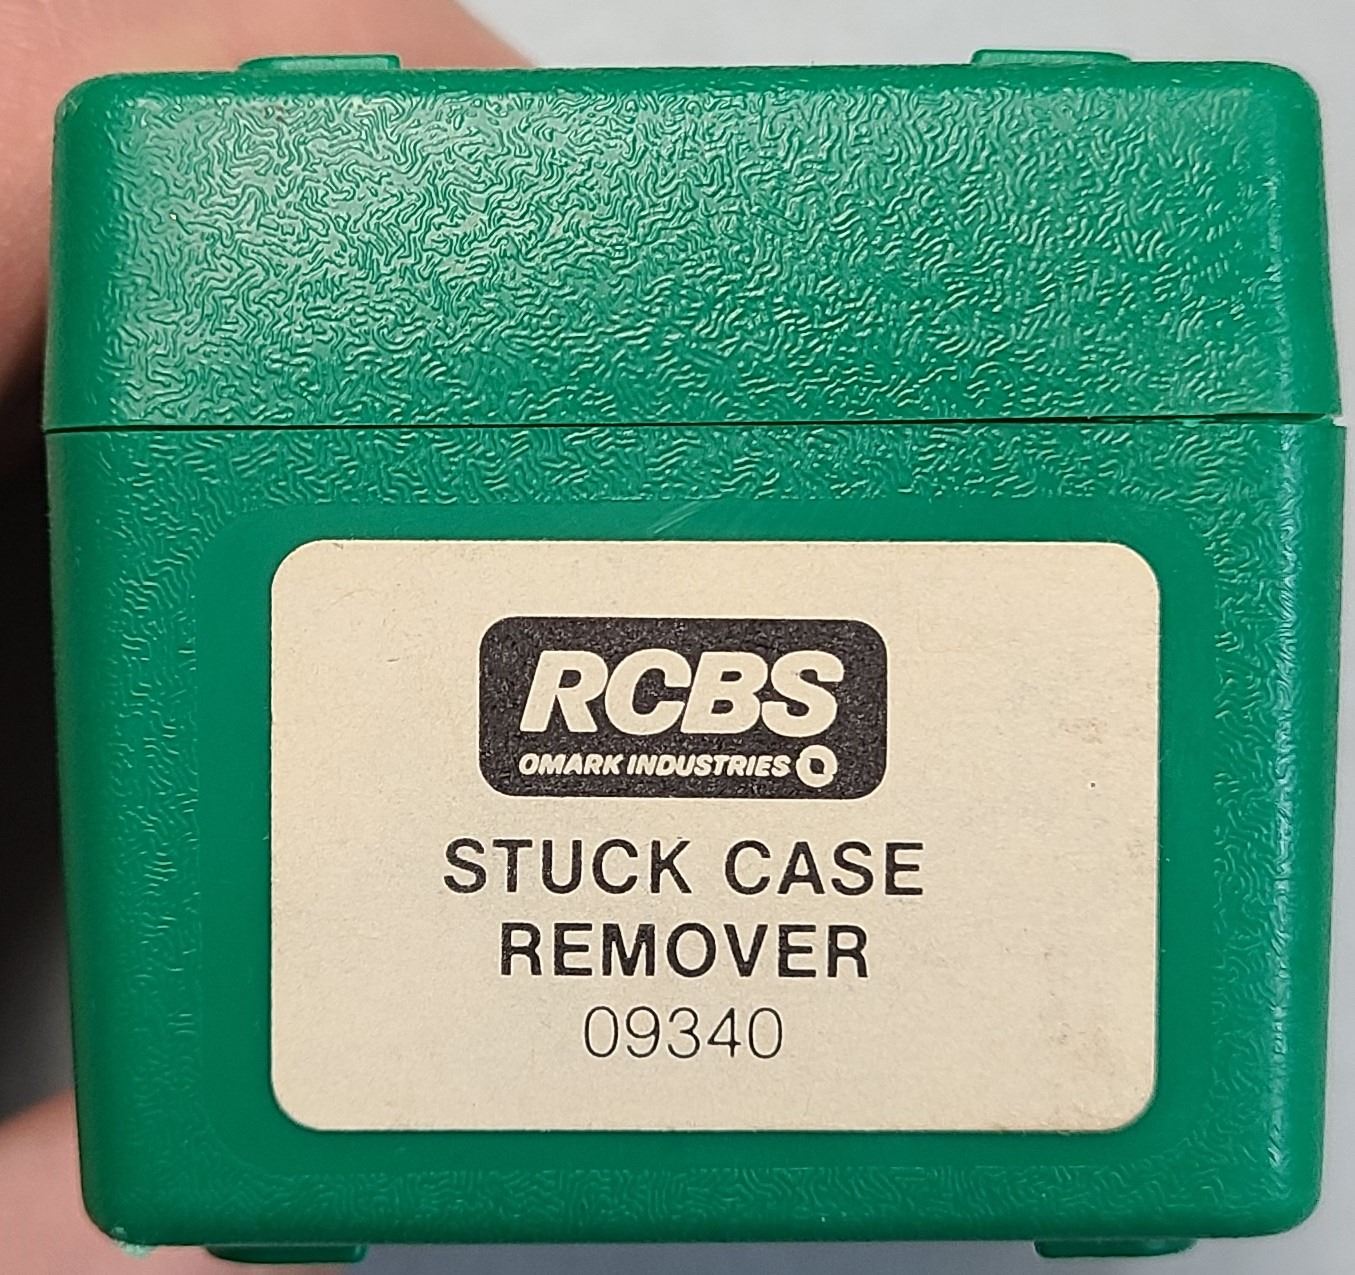 RCBS
OMARK INDUSTRIES
STUCK CASE
REMOVER
09340